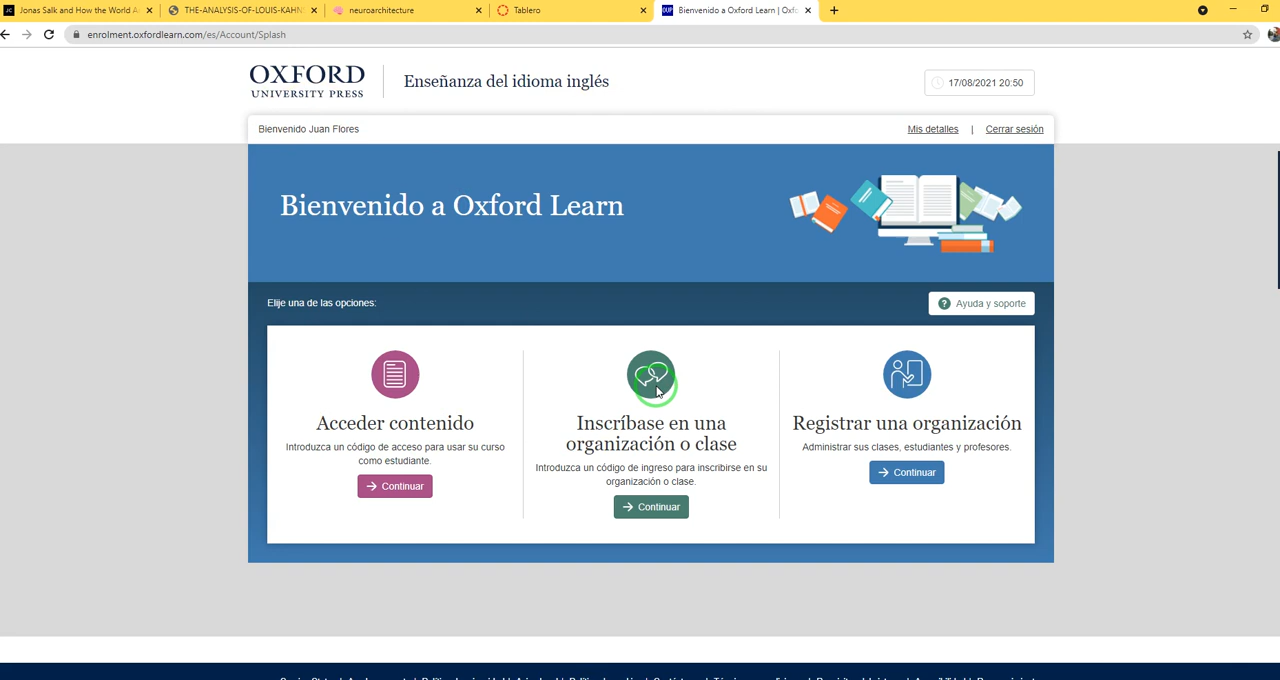 Jonas Salk and How the World A
THE-ANALYSIS-OF-LOUIS-KAHN
neuroarchitecture
Tablero
Bienvenido a Oxford Learn | Oxf
enrolment.oxfordlearn.com/es/Account/Splash
OXFORD
UNIVERSITY PRESS
Enseñanza del idioma inglés
17/08/2021 20:50
Bienvenido Juan Flores
Mis detalles | Cerrar sesión
Bienvenido a Oxford Learn
Elije una de las opciones:
Ayuda y soporte
Acceder contenido
Introduzca un código de acceso para usar su curso
como estudiante.
Continuar
Inscríbase en una
organización o clase
Introduzca un código de ingreso para inscribirse en su
organización o clase.
Continuar
Registrar una organización
Administrar sus clases, estudiantes y profesores.
Continuar